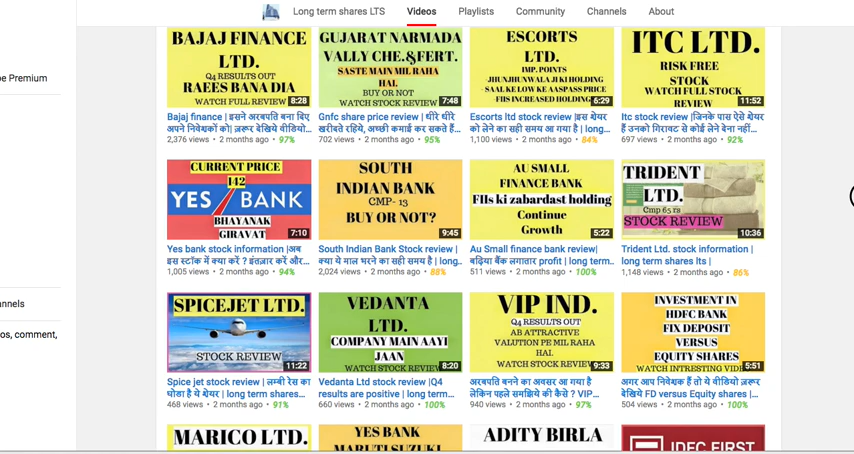 Long term shares LTS Videos Playlists Community Channels About
be Premium
annels
os, comment,
BAJAJ FINANCE
LTD.
Q4 RESULTS OUT
RAEES BANA DIA
WATCH FULL REVIEW 8:28
Bajaj finance | इसने अरबपति बना बिए
अपने निवेशकों को| ज़रूर देखिये वीडियो...
2,376 views • 2 months ago • 97%
GUJARAT NARMADA
VALLY CHE.&FERT.
SASTE MAIN MIL RAHA
HAI.
BUY OR NOT
WATCH STOCK REVIEW 7:48
Gnfc share price review | धीरे धीरे
खरीबते रहिये, अच्छी कमाई कर सकते हैं...
702 views • 2 months ago • 95%
ESCORTS
LTD.
IMP. POINTS
-JHUNJHUNWALA JI KI HOLDING
- SAAL KE LOW KE AASPASS PRICE
-FIIS INCREASED HOLDING 6:29
Escorts ltd stock review |इस शेयर
को लेने का सही समय आ गया है | long...
1,100 views • 2 months ago • 84%
ITC LTD.
RISK FREE
STOCK
WATCH FULL STOCK
REVIEW 11:52
Itc stock review |जिनके पास ऐसे शेयर
हैं उनको गिरावट से कोई लेने बेना नहीं...
697 views • 2 months ago • 92%
CURRENT PRICE
142
YES BANK
BHAYANAK
GIRAVAT 7:10
Yes bank stock information |अब
इस स्टॉक में क्या करें ? इंतज़ार करें और...
1,005 views • 2 months ago • 94%
SOUTH
INDIAN BANK
CMP- 13
BUY OR NOT? 9:45
South Indian Bank Stock review |
क्या ये माल भरने का सही समय है | long...
2,024 views • 2 months ago • 88%
AU SMALL
FINANCE BANK
FIIs ki zabardast holding
Continue
Growth 5:22
Au Small finance bank review|
बढ़िया बैंक लगातार profit | long term...
511 views • 2 months ago • 100%
TRIDENT
LTD.
Cmp 65 rs
STOCK REVIEW 10:36
Trident Ltd. stock information |
long term shares lts |
1,148 views • 2 months ago • 86%
SPICEJET LTD.
STOCK REVIEW 11:22
Spice jet stock review | लम्बी रेस का
घोडा है ये शेयर | long term shares...
468 views • 2 months ago • 91%
VEDANTA
LTD.
COMPANY MAIN AAYI
JAAN
WATCH STOCK REVIEW 8:20
Vedanta Ltd stock review |Q4
results are positive | long term...
660 views • 2 months ago • 100%
VIP IND.
Q4 RESULTS OUT
AB ATTRACTIVE
VALUTION PE MIL RAHA
HAI.
WATCH STOCK REVIEW 9:33
अरबपति बनने का अवसर आ गया है
लेकिन पहले समझिये की कैसे ? VIP...
940 views • 2 months ago • 97%
INVESTMENT IN
HDFC BANK
FIX DEPOSIT
VERSUS
EQUITY SHARES
WATCH INTRESTING VIDEO 5:51
अगर आप निवेशक हैं तो ये वीडियो ज़रूर
देखिये FD versus Equity shares |...
504 views • 2 months ago • 100%
MARICO LTD.
YES BANK
MARUTI SUZUKI
ADITY BIRLA
IDFC FIRST